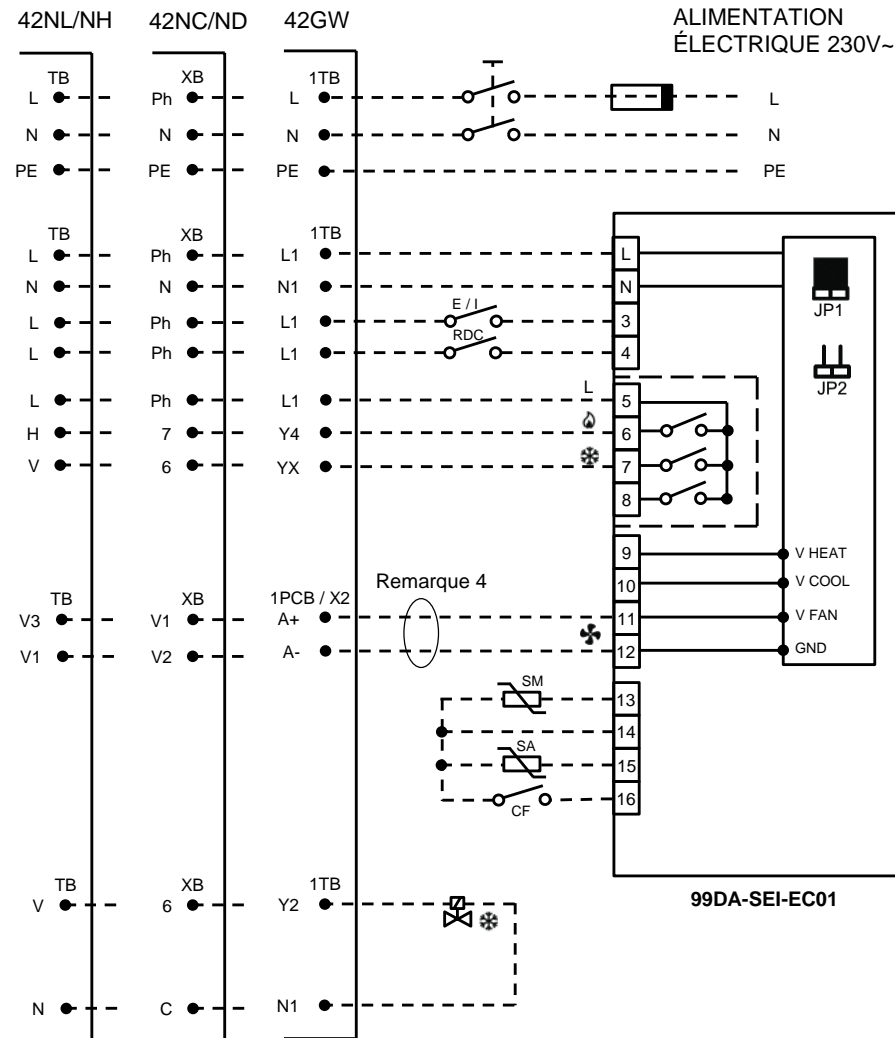 42NL/NH 42NC/ND 42GW ALIMENTATION
ÉLECTRIQUE 230V~
TB XB 1TB
L Ph L L
N N N N
PE PE PE PE
TB XB 1TB
L Ph L1 L
N N N1 N
L Ph L1 E / I 3
L Ph L1 RDC 4
JP1
JP2
L Ph L1 L 5
H 7 Y4 6
V 6 YX 7
8
9 V HEAT
10 V COOL
TB XB 1PCB / X2 Remarque 4
V3 V1 A+ 11 V FAN
V1 V2 A- 12 GND
SM 13
14
SA 15
CF 16
TB XB 1TB
V 6 Y2
99DA-SEI-EC01
N C N1